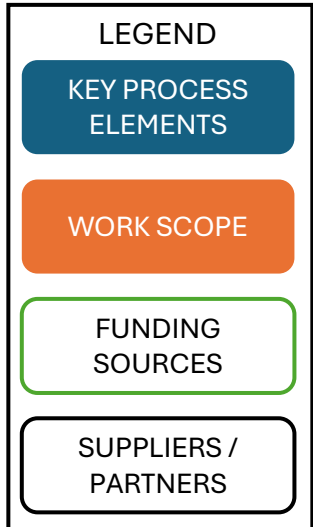 LEGEND
KEY PROCESS
ELEMENTS
WORK SCOPE
FUNDING
SOURCES
SUPPLIERS /
PARTNERS